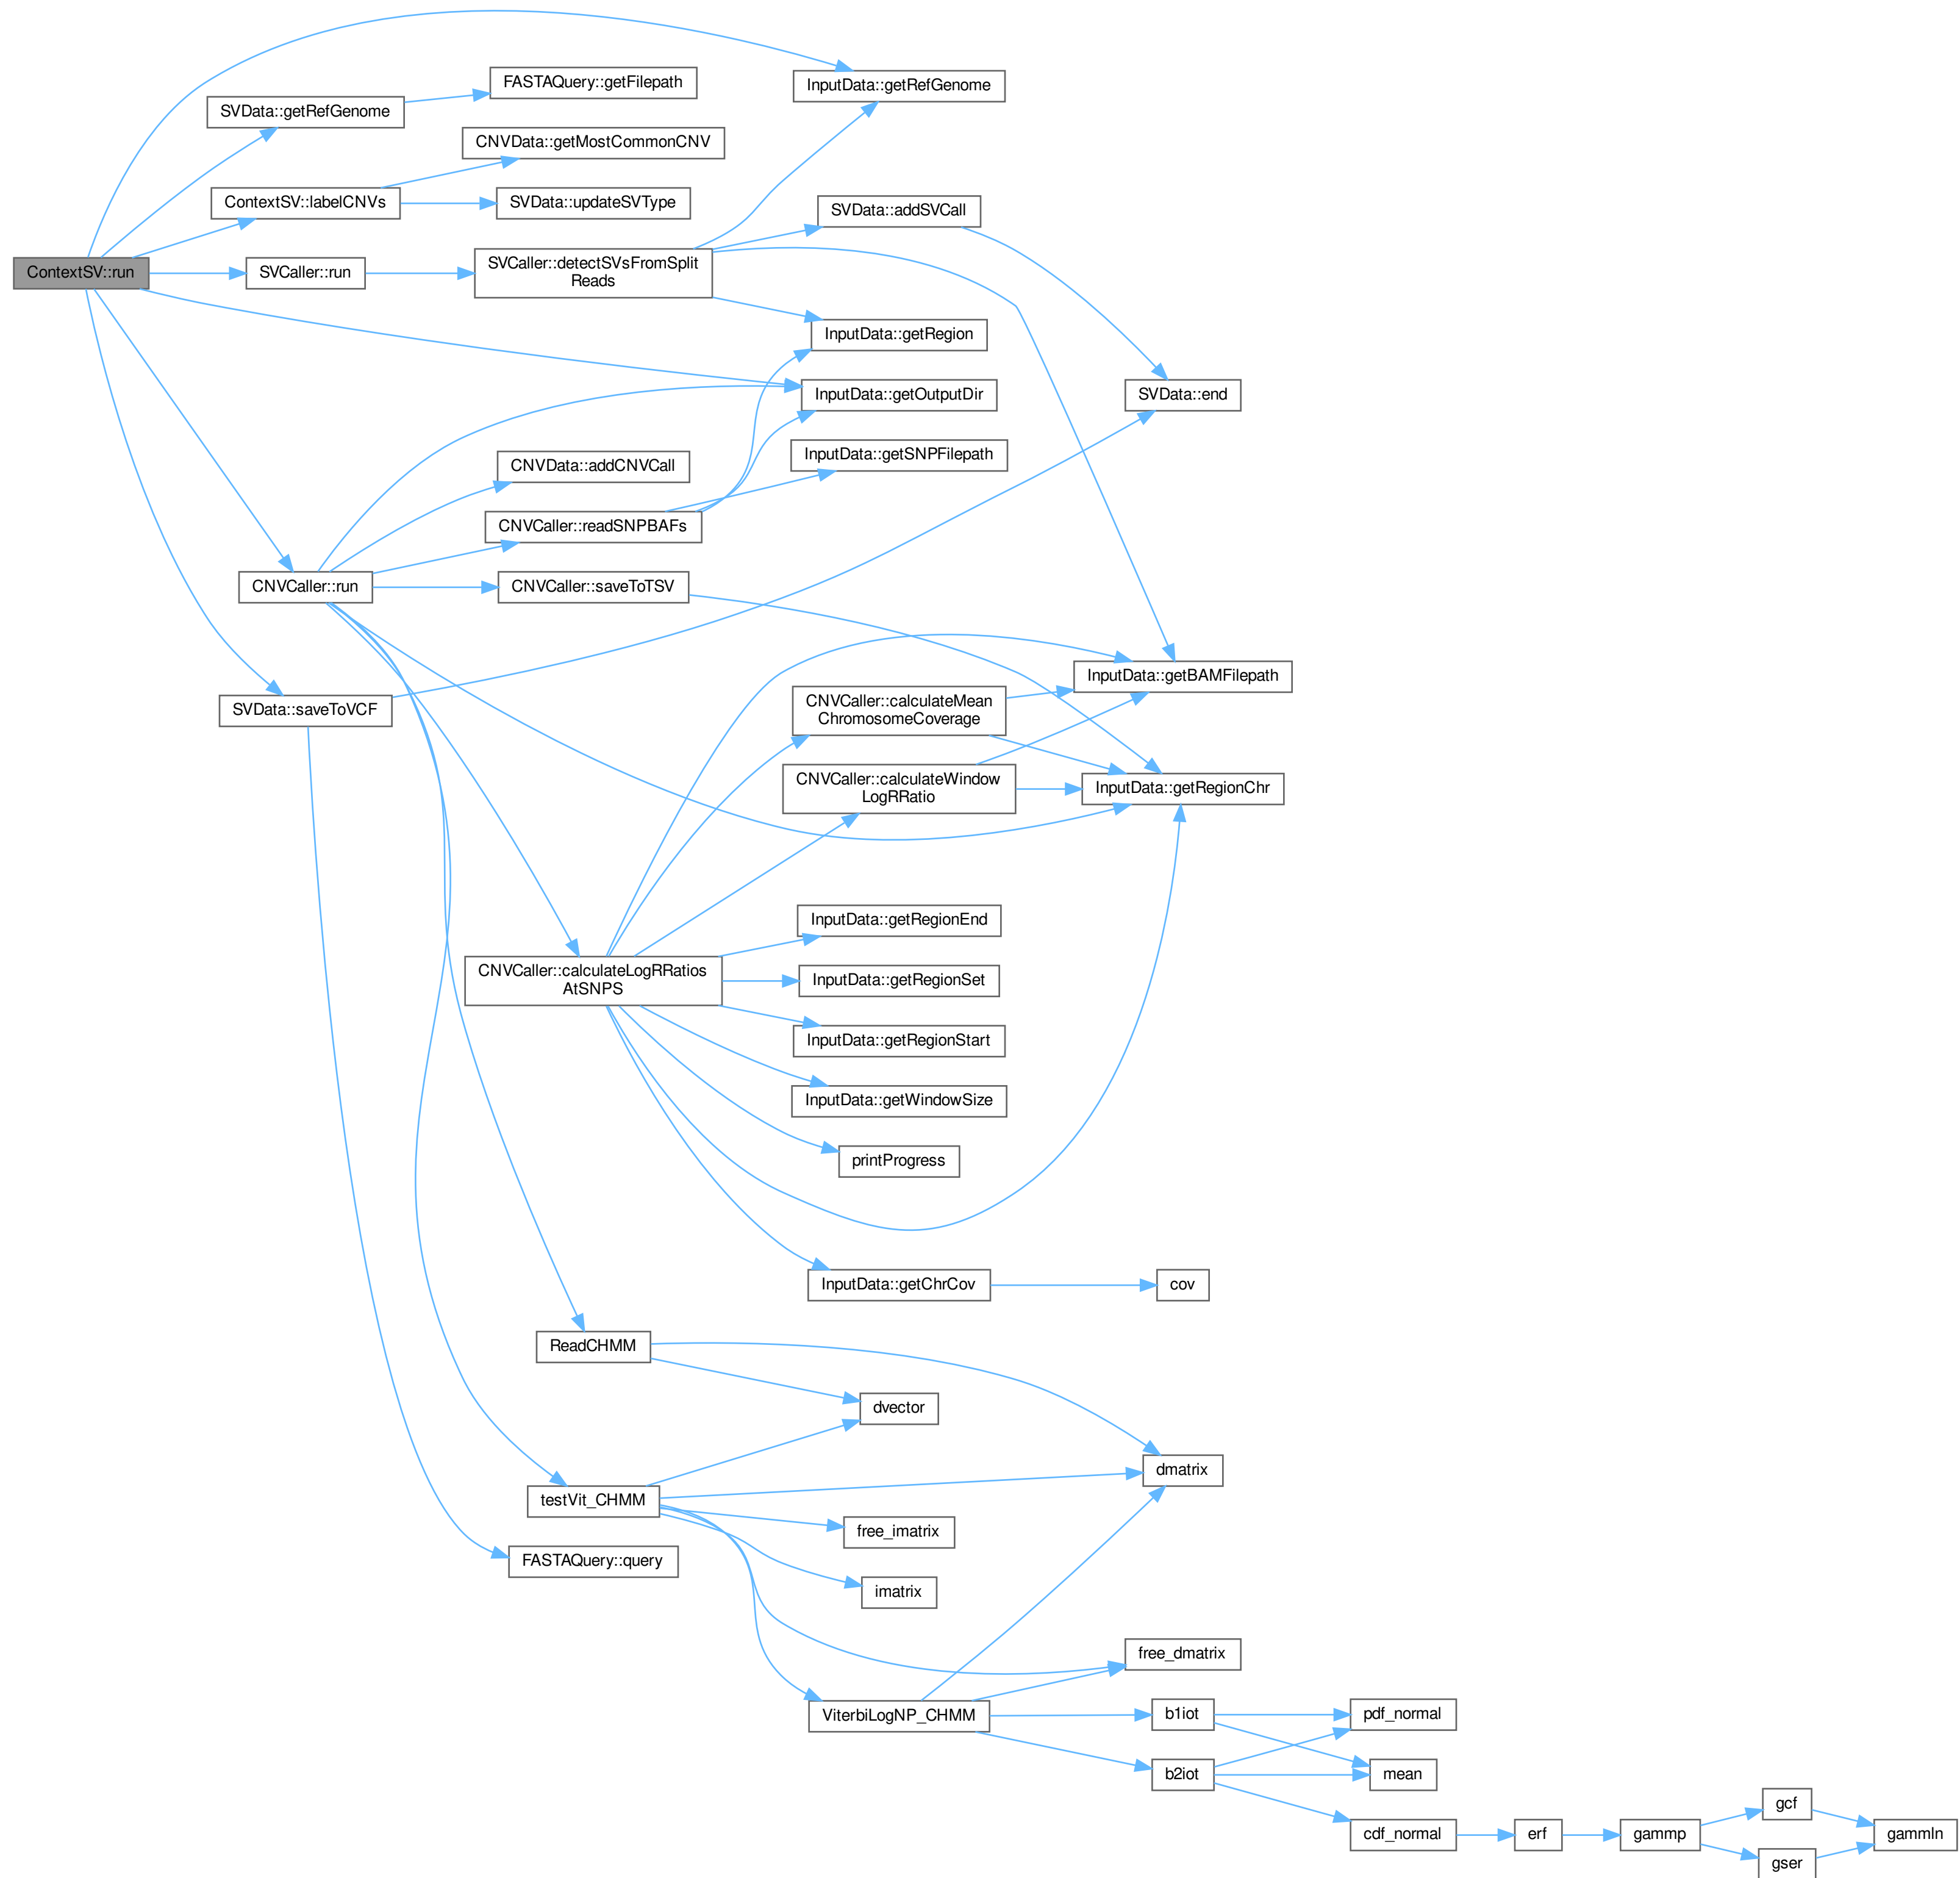 ContextSV::run
SVData::getRefGenome
FASTAQuery::getFilepath
InputData::getRefGenome
CNVData::getMostCommonCNV
ContextSV::labelCNVs
SVData::updateSVType
SVData::addSVCall
SVCaller::run
SVCaller::detectSVsFromSplit
Reads
InputData::getRegion
InputData::getOutputDir
SVData::end
InputData::getSNPFilepath
CNVData::addCNVCall
CNVCaller::readSNPBAFs
CNVCaller::run
CNVCaller::saveToTSV
InputData::getBAMFilepath
SVData::saveToVCF
CNVCaller::calculateMean
ChromosomeCoverage
CNVCaller::calculateWindow
LogRRatio
InputData::getRegionChr
InputData::getRegionEnd
CNVCaller::calculateLogRRatios
AtSNPS
InputData::getRegionSet
InputData::getRegionStart
InputData::getWindowSize
printProgress
InputData::getChrCov
cov
ReadCHMM
dvector
dmatrix
testVit_CHMM
free_imatrix
FASTAQuery::query
imatrix
free_dmatrix
ViterbiLogNP_CHMM
b1iot
pdf_normal
b2iot
mean
cdf_normal
erf
gammp
gcf
gammln
gser